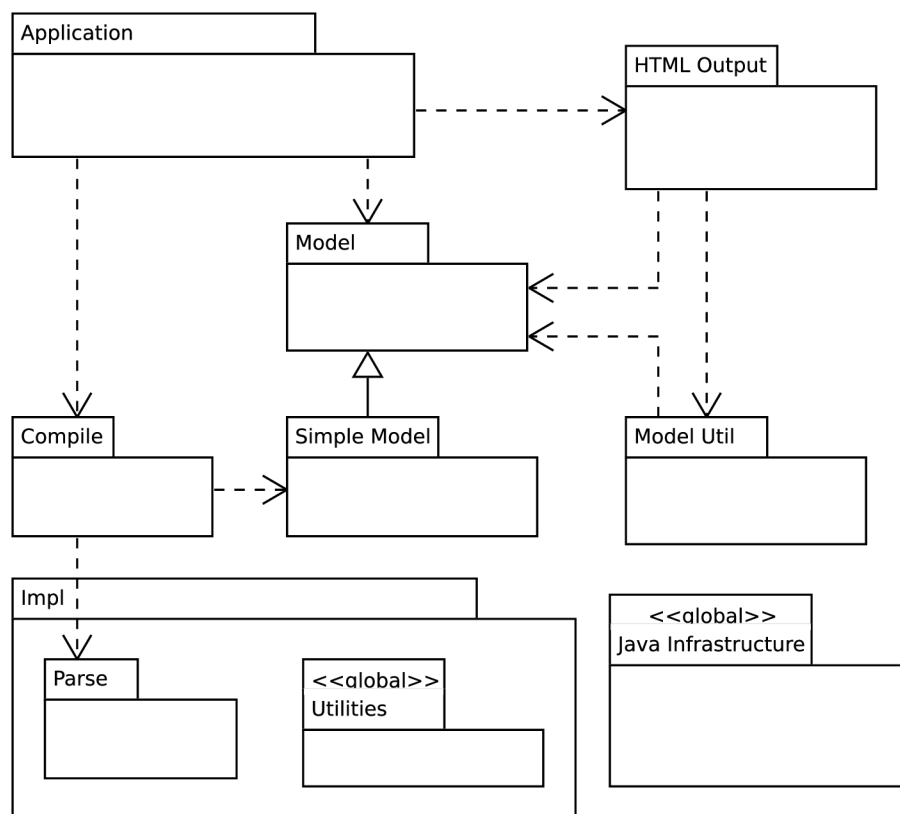 Application
HTML Output
Model
Compile
Simple Model
Model Util
Impl
<<global>>
Java Infrastructure
Parse
<<global>>
Utilities